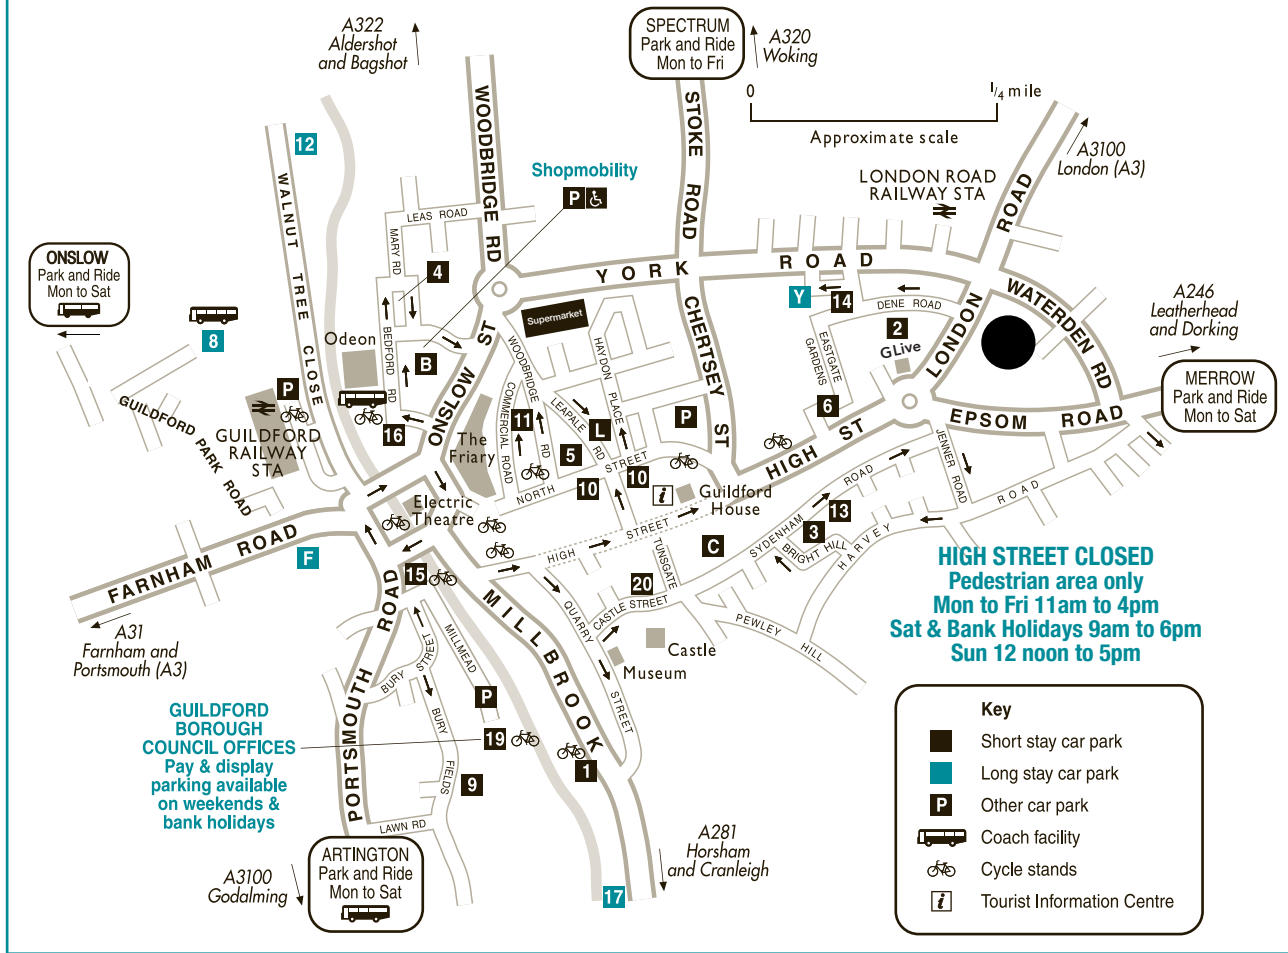 A322
Aldershot
and Bagshot
SPECTRUM
Park and Ride
Mon to Fri
A320
Woking
0
1/4 mile
Approximate scale
A3100
London (A3)
LONDON ROAD
RAILWAY STA
12
WALNUT TREE CLOSE
WOODBRIDGE RD
STOKE ROAD
Shopmobility
P
LEAS ROAD
MARY RD
4
YORK ROAD
LONDON ROAD
WATERDEN RD
ONSLOW
Park and Ride
Mon to Sat
8
A246
Leatherhead
and Dorking
MERROW
Park and Ride
Mon to Sat
Y
14
DENE ROAD
2
GLive
EASTGATE
GARDENS
6
Supermarket
CHERTSEY ST
HAYDON PLACE
Odeon
BEDFORD RD
B
ONSLOW ST
WOODBRIDGE RD
COMMERCIAL ROAD
LEAPALE RD
11
L
P
5
16
The
Friary
P
GUILDFORD
RAILWAY
STA
GUILDFORD PARK ROAD
HIGH ST
EPSOM ROAD
JENNER ROAD
NORTH STREET
10
10
i
Guildford
House
Electric
Theatre
SYDENHAM ROAD
13
3
BRIGHT HILL
HARVEY ROAD
HIGH STREET
C
TUNSGATE
FARNHAM ROAD
F
15
20
CASTLE STREET
QUARRY STREET
PEWLEY HILL
Castle
Museum
A31
Farnham and
Portsmouth (A3)
PORTSMOUTH ROAD
MILLBROOK
MILLMEAD
BURY STREET
BURY FIELDS
P
19
1
9
LAWN RD
GUILDFORD
BOROUGH
COUNCIL OFFICES
Pay & display
parking available
on weekends &
bank holidays
A3100
Godalming
ARTINGTON
Park and Ride
Mon to Sat
17
A281
Horsham
and Cranleigh
HIGH STREET CLOSED
Pedestrian area only
Mon to Fri 11am to 4pm
Sat & Bank Holidays 9am to 6pm
Sun 12 noon to 5pm
Key
Short stay car park
Long stay car park
P Other car park
Coach facility
Cycle stands
i Tourist Information Centre